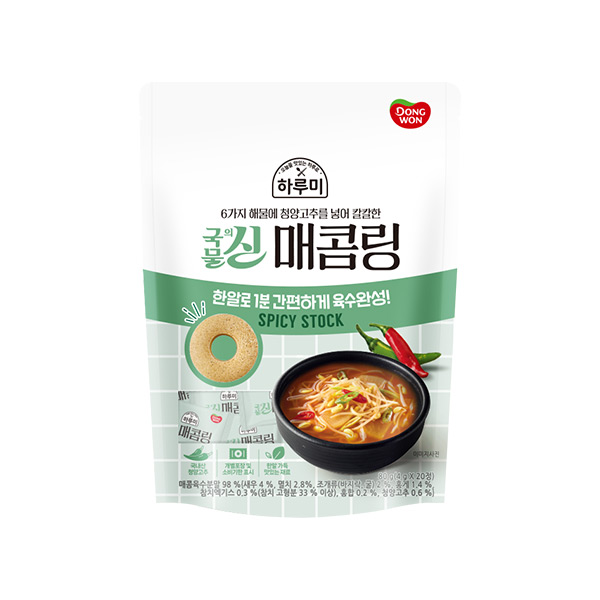 DONG
WON
오늘을 맛있는 하루로
하루미
6가지 해물에 청양고추를 넣어 칼칼한
국물의신 매콤링
한알로 1분 간편하게 육수완성!
SPICY STOCK
하루미
매콤링
매콤링
국내산
청양고추
개별포장 및
소비기한 표시
한알 가득
맛있는 재료
이미지사진
80 g(4 g X 20정)
매콤육수분말 98 %(새우 4 %, 멸치 2.8%, 조개류(바지락, 굴) 2 %, 홍게 1.4 %,
참치엑기스 0.3 %(참치 고형분 33 % 이상), 홍합 0.2 %, 청양고추 0.6 %)